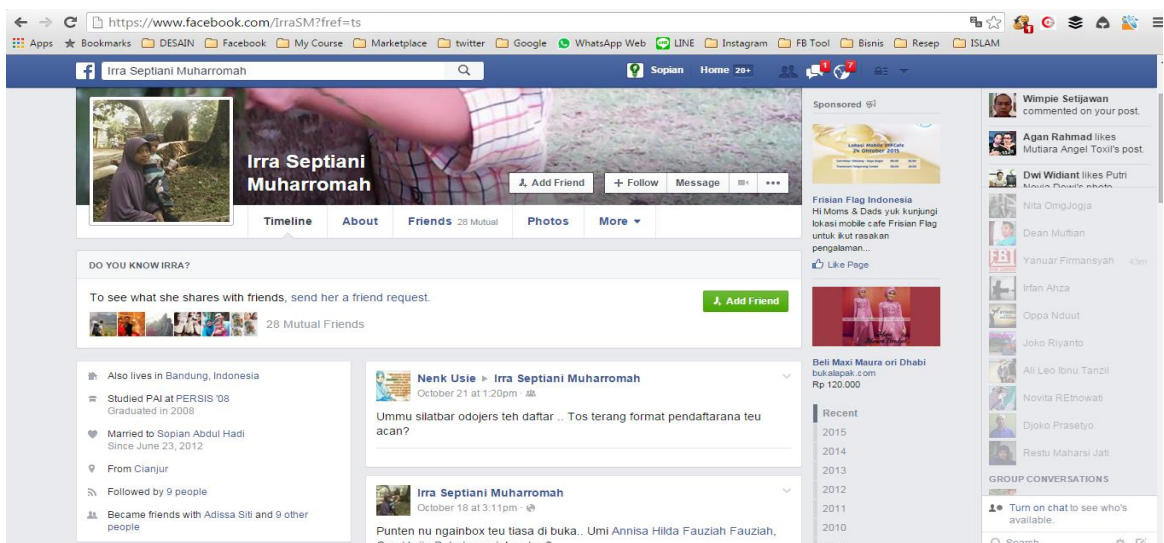 https://www.facebook.com/IrraSM?fref=ts
Apps Bookmarks DESAIN Facebook My Course Marketplace twitter Google WhatsApp Web LINE Instagram FB Tool Bisnis Resep ISLAM
Irra Septiani Muharromah
Sopian Home 20+ 1 7
Irra Septiani
Muharromah
Add Friend + Follow Message
Timeline About Friends 28 Mutual Photos More
DO YOU KNOW IRRA?
To see what she shares with friends, send her a friend request.
Add Friend
28 Mutual Friends
Also lives in Bandung, Indonesia
Studied PAI at PERSIS '08
Graduated in 2008
Married to Sopian Abdul Hadi
Since June 23, 2012
From Cianjur
Followed by 9 people
Became friends with Adissa Siti and 9 other
people
Nenk Usie ▸ Irra Septiani Muharromah
October 21 at 1:20pm
Ummu silatbar odojers teh daftar .. Tos terang format pendaftarana teu
acan?
Irra Septiani Muharromah
October 18 at 3:11pm
Punten nu ngainbox teu tiasa di buka.. Umi Annisa Hilda Fauziah Fauziah,
Sponsored
Lokasi Mobile
24 Oktober 2015
Frisian Flag Indonesia
Hi Moms & Dads yuk kunjungi
lokasi mobile cafe Frisian Flag
untuk ikut rasakan
pengalaman...
Like Page
Beli Maxi Maura ori Dhabi
bukalapak.com
Rp 120.000
Recent
2015
2014
2013
2012
2011
2010
Wimpie Setijawan
commented on your post.
Agan Rahmad likes
Mutiara Angel Toxil's post.
Dwi Widiant likes Putri
Nita OmgJogja
Dean Muftian
Yanuar Firmansyah 43m
Irfan Ahza
Oppa Nduut
Joko Riyanto
Ali Leo Ibnu Tanzil
Novita REtnowati
Djoko Prasetyo
Restu Maharsi Jati
GROUP CONVERSATIONS
Turn on chat to see who's
available.
Search